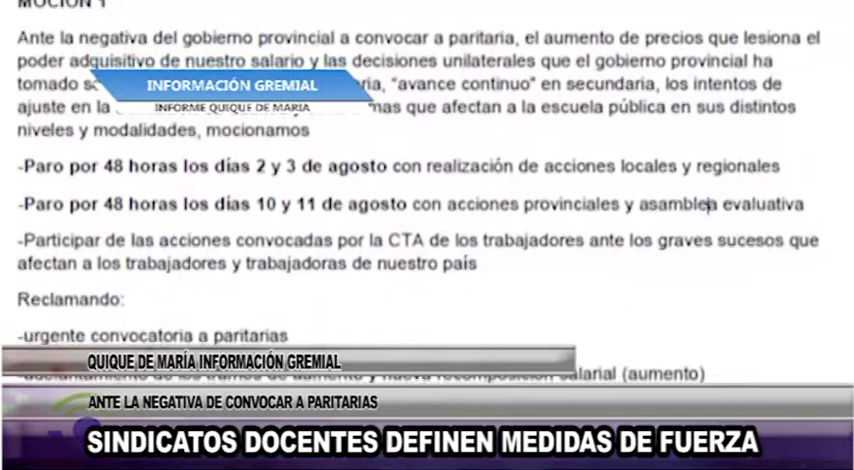 MOCIÓN 1
Ante la negativa del gobierno provincial a convocar a paritaria, el aumento de precios que lesiona el
poder adquisitivo de nuestro salario y las decisiones unilaterales que el gobierno provincial ha
tomado "avance continuo" en secundaria, los intentos de
INFORMACIÓN GREMIAL
ajuste en la que afectan a la escuela pública en sus distintos
INFORME QUIQUE DE MARIA
niveles y modalidades, mocionamos
-Paro por 48 horas los días 2 y 3 de agosto con realización de acciones locales y regionales
-Paro por 48 horas los días 10 y 11 de agosto con acciones provinciales y asamblea evaluativa
-Participar de las acciones convocadas por la CTA de los trabajadores ante los graves sucesos que
afectan a los trabajadores y trabajadoras de nuestro país
Reclamando:
-urgente convocatoria a paritarias
QUIQUE DE MARÍA INFORMACIÓN GREMIAL
-adelantamiento de los tramos de aumento y nueva recomposición salarial (aumento)
ANTE LA NEGATIVA DE CONVOCAR A PARITARIAS
SINDICATOS DOCENTES DEFINEN MEDIDAS DE FUERZA